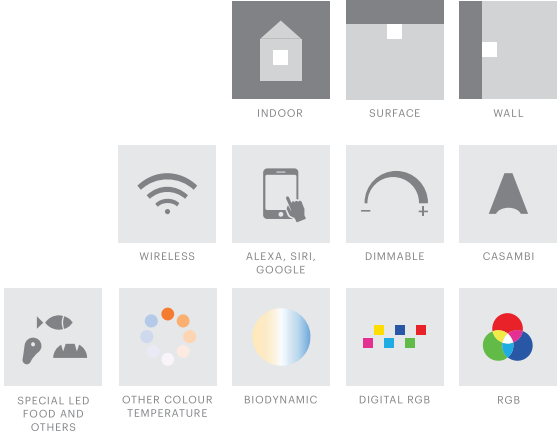 INDOOR
SURFACE
WALL
WIRELESS
ALEXA, SIRI,
GOOGLE
DIMMABLE
CASAMBI
SPECIAL LED
FOOD AND
OTHERS
OTHER COLOUR
TEMPERATURE
BIODYNAMIC
DIGITAL RGB
RGB